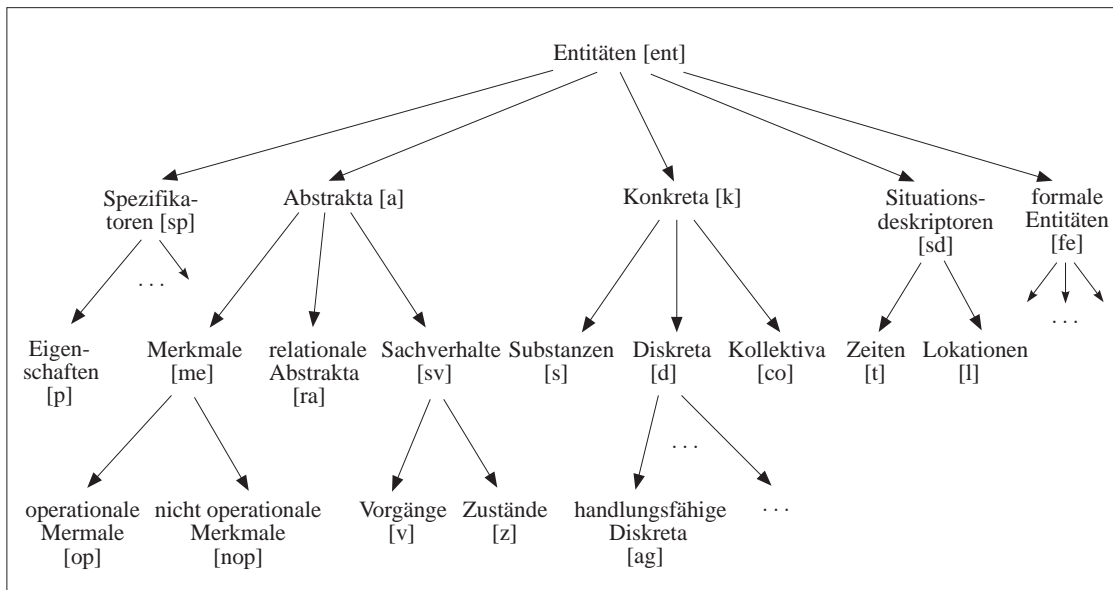 Entitäten [ent]
Spezifika-
toren [sp]
Abstrakta [a]
Konkreta [k]
Situations-
deskriptoren
[sd]
formale
Entitäten
[fe]
. . .
. . .
Eigen-
schaften
[p]
Merkmale
[me]
relationale
Abstrakta
[ra]
Sachverhalte
[sv]
Substanzen
[s]
Diskreta
[d]
Kollektiva
[co]
Zeiten
[t]
Lokationen
[l]
. . .
operationale
Mermale
[op]
nicht operationale
Merkmale
[nop]
Vorgänge
[v]
Zustände
[z]
handlungsfähige
Diskreta
[ag]
. . .